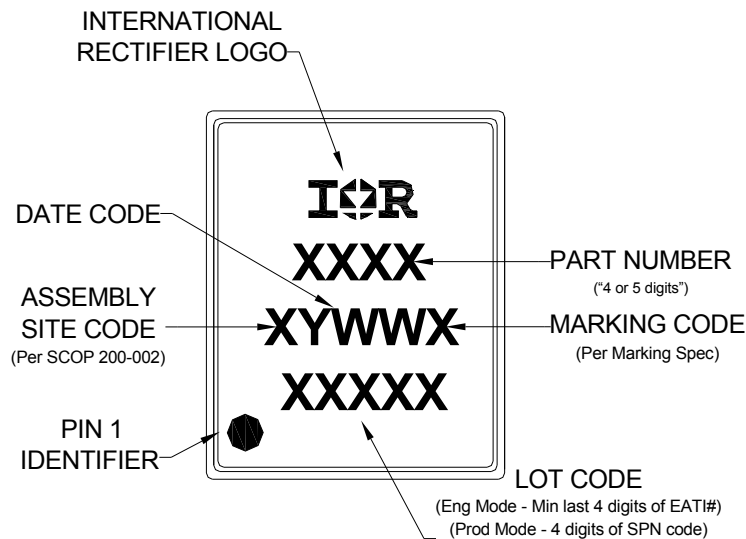 INTERNATIONAL
RECTIFIER LOGO
IOR
DATE CODE
XXXX
PART NUMBER
("4 or 5 digits")
ASSEMBLY
SITE CODE
(Per SCOP 200-002)
XYWWX
MARKING CODE
(Per Marking Spec)
XXXXX
PIN 1
IDENTIFIER
LOT CODE
(Eng Mode - Min last 4 digits of EATI#)
(Prod Mode - 4 digits of SPN code)